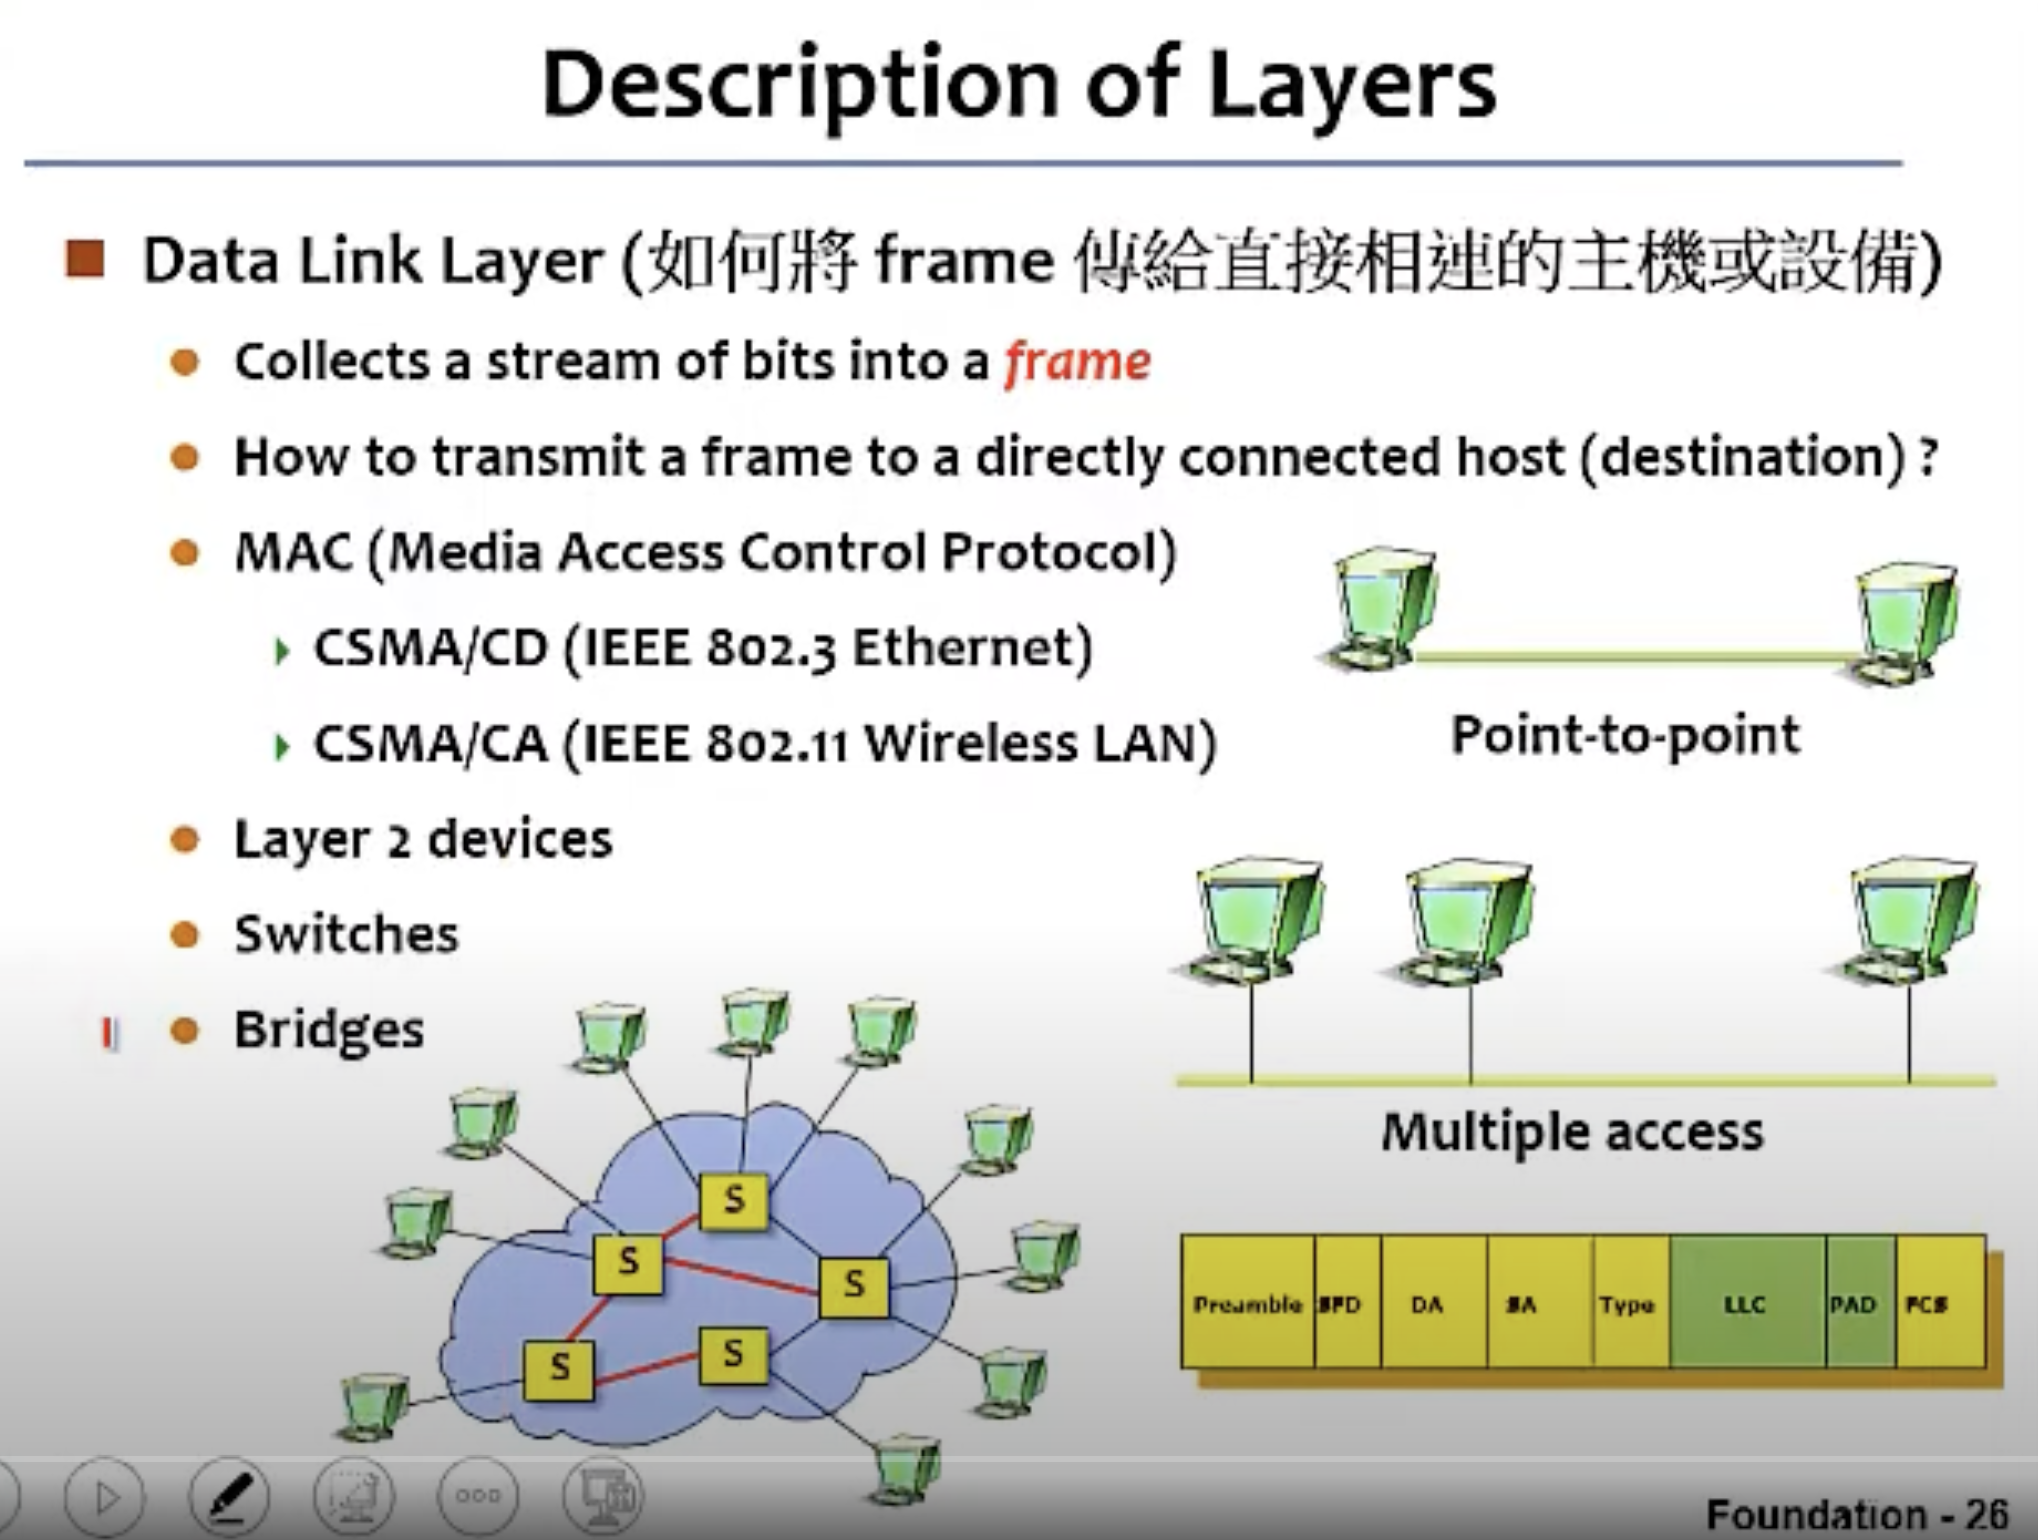 Description of Layers
Data Link Layer (如何將 frame 傳給直接相連的主機或設備)
Collects a stream of bits into a frame
How to transmit a frame to a directly connected host (destination) ?
MAC (Media Access Control Protocol)
CSMA/CD (IEEE 802.3 Ethernet)
CSMA/CA (IEEE 802.11 Wireless LAN)
Point-to-point
Layer 2 devices
Switches
Bridges
Multiple access
S
S
S
S
S
Preamble SFD DA SA Type LLC PAD FCS
Foundation - 26